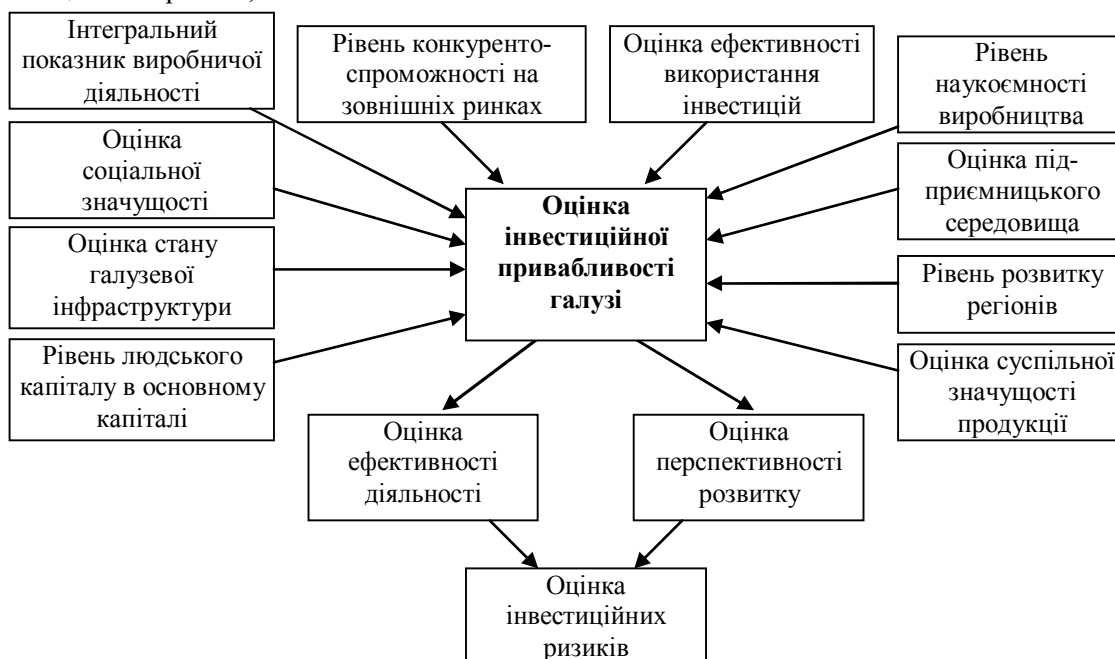 Інтегральний
показник виробничої
діяльності
Рівень конкуренто-
спроможності на
зовнішніх ринках
Оцінка ефективності
використання
інвестицій
Рівень
наукоємності
виробництва
Оцінка
соціальної
значущості
Оцінка
інвестиційної
привабливості
галузі
Оцінка під-
приємницького
середовища
Оцінка стану
галузевої
інфраструктури
Рівень розвитку
регіонів
Рівень людського
капіталу в основному
капіталі
Оцінка суспільної
значущості
продукції
Оцінка
ефективності
діяльності
Оцінка
перспективності
розвитку
Оцінка
інвестиційних
ризиків